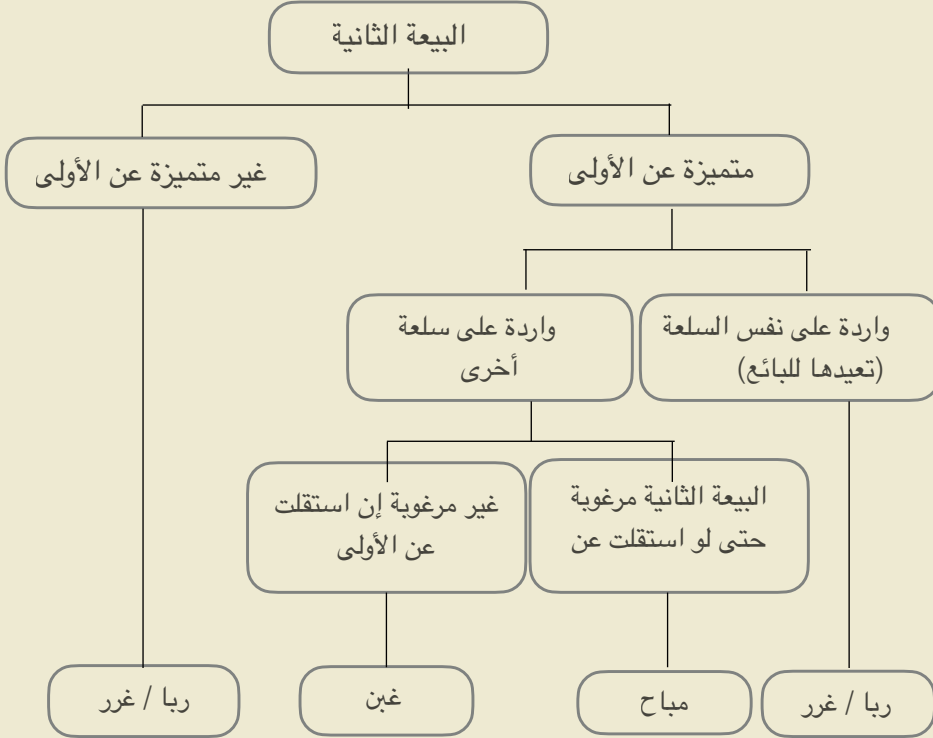 البيعة الثانية
متميزة عن الأولى
غير متميزة عن الأولى
واردة على نفس السلعة
(تعيدها للبائع)
واردة على سلعة
أخرى
البيعة الثانية مرغوبة
حتى لو استقلت عن
غير مرغوبة إن استقلت
عن الأولى
ربا / غرر
مباح
غبن
ربا / غرر